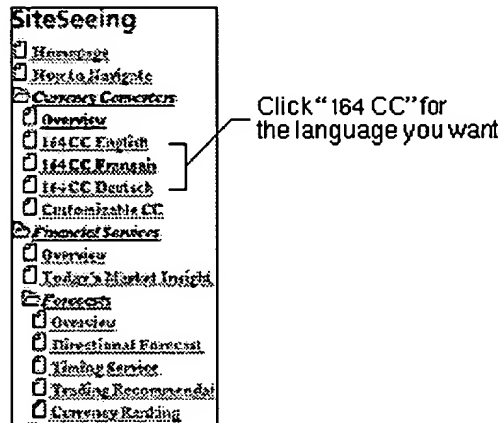 SiteSeeing
Homepage
How to Navigate
Currency Converters
Overview
164 CC English
164 CC Français
164 CC Deutsch
Customizable CC
Click "164 CC" for
the language you want
Financial Services
Overview
Today's Market Insight
Forecasts
Overview
Directional Forecast
Timing Service
Trading Recommendat
Currency Ranking